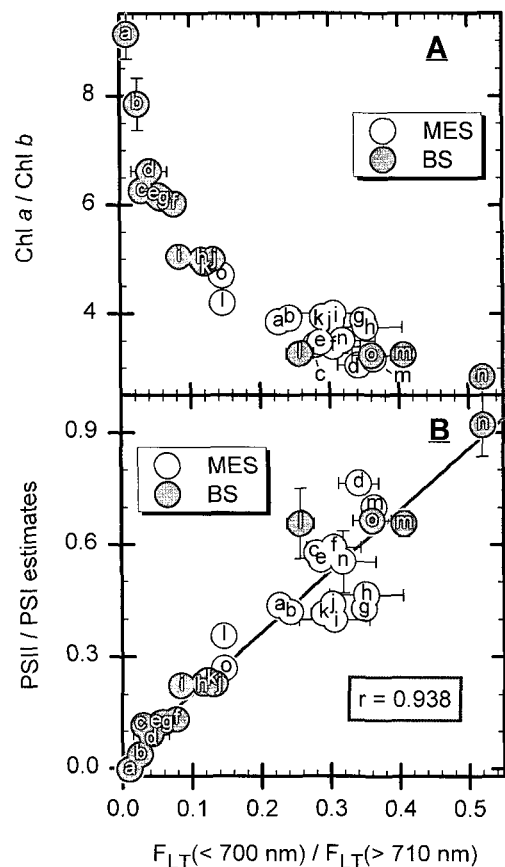 A
Chl a / Chl b
8
6
4
MES
BS
a
b
d
c
e
g
f
i
h
j
k
o
l
a
b
k
j
i
g
h
e
f
n
l
c
d
o
m
m
n
B
PSII / PSI estimates
0.9
0.6
0.3
0.0
MES
BS
n
d
m
l
o
m
c
f
e
n
a
b
j
k
i
h
g
l
o
i
h
k
j
c
e
g
f
d
b
a
r = 0.938
0.0 0.1 0.2 0.3 0.4 0.5
F_LT(< 700 nm) / F_LT(> 710 nm)